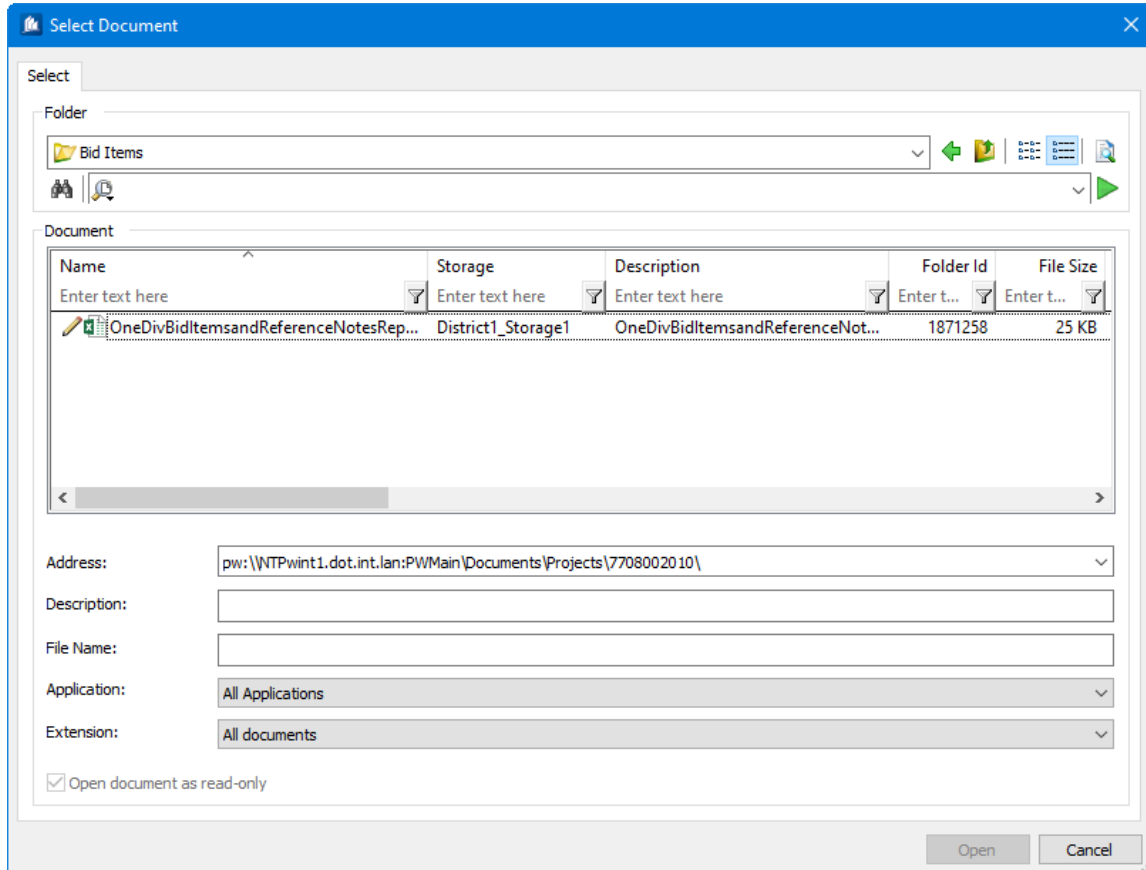 Select Document
Select
Folder
Bid Items
Document
Name Storage Description Folder Id File Size
Enter text here Enter text here Enter text here Enter t... Enter t...
OneDivBidItemsandReferenceNotesRep... District1_Storage1 OneDivBidItemsandReferenceNot... 1871258 25 KB
Address: pw:\\NTPwint1.dot.int.lan:PWMain\Documents\Projects\7708002010\
Description:
File Name:
Application: All Applications
Extension: All documents
Open document as read-only
Open Cancel